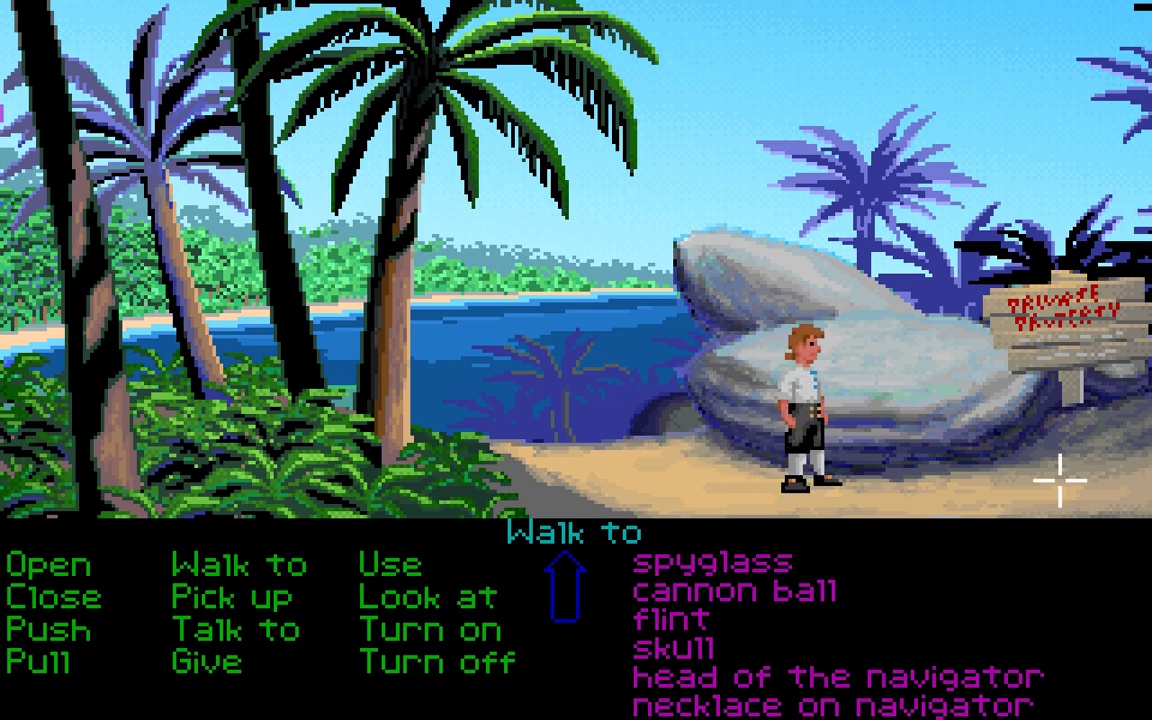 PRIVATE
PROPERTY
Walk to
Open Walk to Use
Close Pick up Look at
Push Talk to Turn on
Pull Give Turn off
spyglass
cannon ball
flint
skull
head of the navigator
necklace on navigator